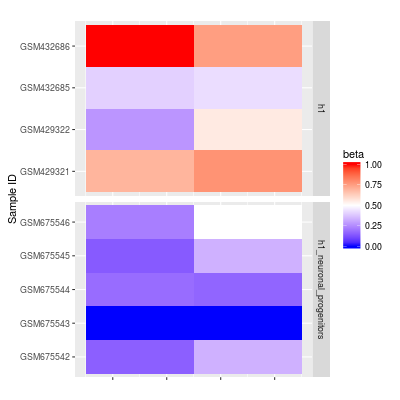 Sample ID
GSM432686
GSM432685
GSM429322
GSM429321
h1
GSM675546
GSM675545
GSM675544
GSM675543
GSM675542
h1_neuronal_progenitors
beta
1.00
0.75
0.50
0.25
0.00